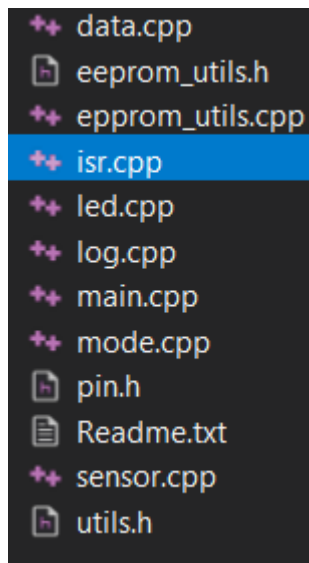 data.cpp
eeprom_utils.h
epprom_utils.cpp
isr.cpp
led.cpp
log.cpp
main.cpp
mode.cpp
pin.h
Readme.txt
sensor.cpp
utils.h